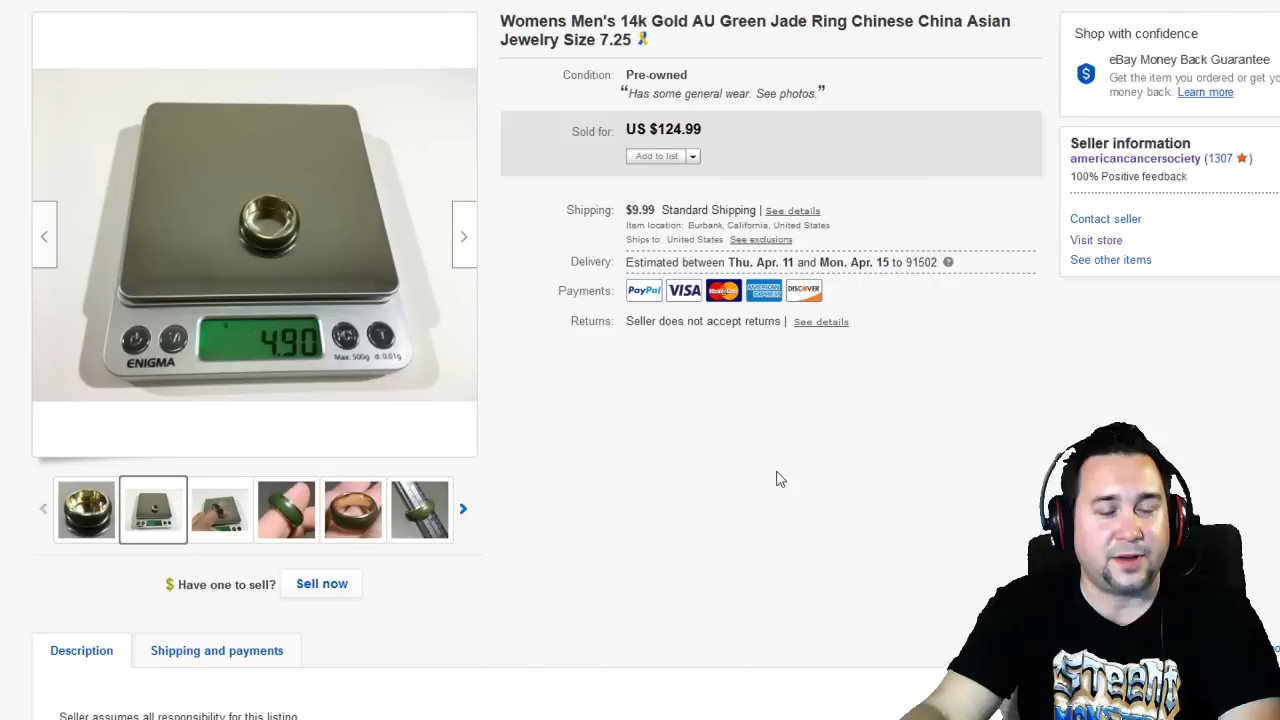 Womens Men's 14k Gold AU Green Jade Ring Chinese China Asian
Jewelry Size 7.25
Condition: Pre-owned
“Has some general wear. See photos.”
Sold for: US $124.99
Add to list
Shipping: $9.99 Standard Shipping | See details
Item location: Burbank, California, United States
Ships to: United States See exclusions
Delivery: Estimated between Thu. Apr. 11 and Mon. Apr. 15 to 91502
Payments: PayPal VISA MasterCard AMERICAN EXPRESS DISCOVER
Returns: Seller does not accept returns | See details
Shop with confidence
eBay Money Back Guarantee
Get the item you ordered or get yo
money back. Learn more
Seller information
americancancersociety (1307)
100% Positive feedback
Contact seller
Visit store
See other items
4.90
ENIGMA
Max: 500g d: 0.01g
$ Have one to sell? Sell now
Description
Shipping and payments
Seller assumes all responsibility for this listing.